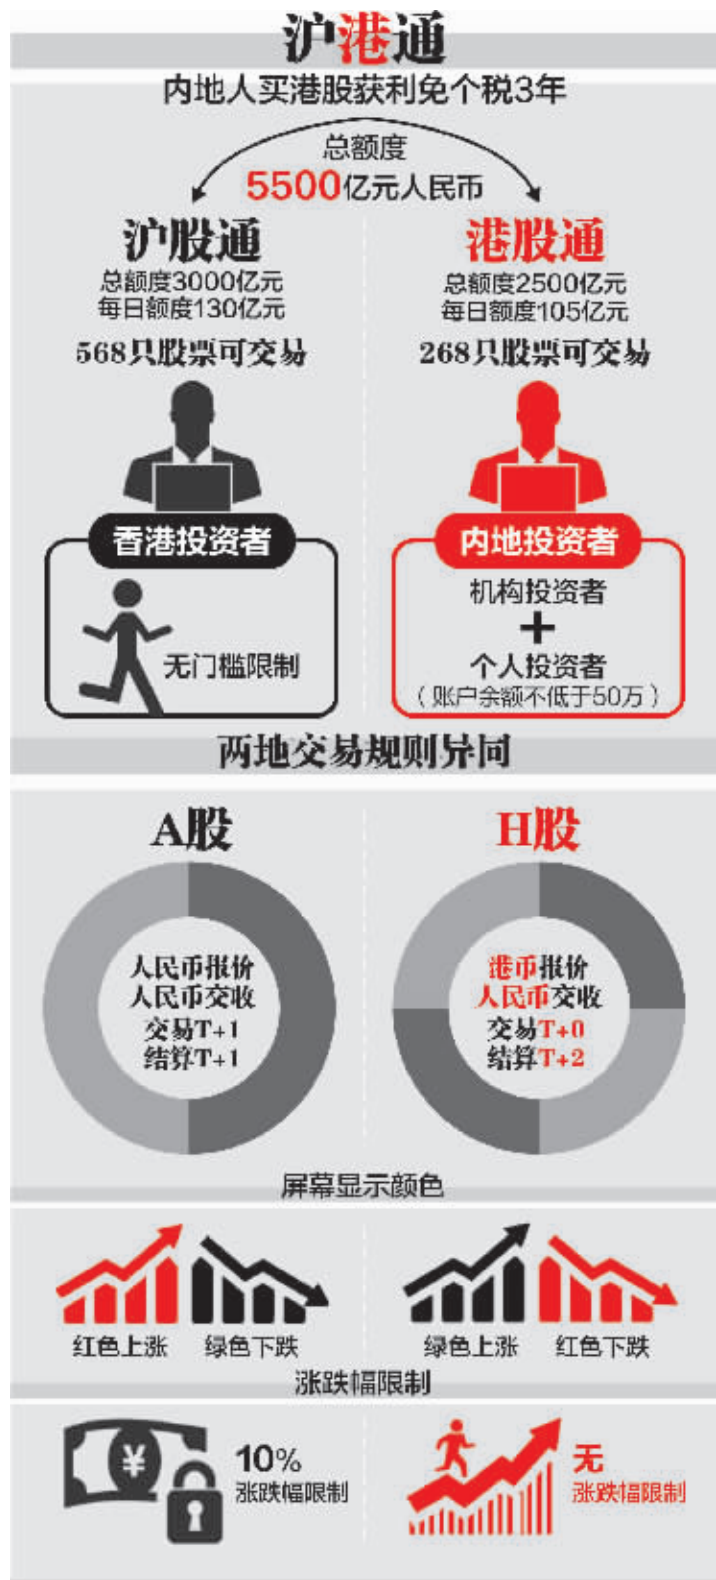 沪港通
内地人买港股获利免个税3年
总额度
5500亿元人民币
沪股通
总额度3000亿元
每日额度130亿元
568只股票可交易
香港投资者
无门槛限制
港股通
总额度2500亿元
每日额度105亿元
268只股票可交易
内地投资者
机构投资者
+
个人投资者
（账户余额不低于50万）
两地交易规则异同
A股
人民币报价
人民币交收
交易T+1
结算T+1
H股
港币报价
人民币交收
交易T+0
结算T+2
屏幕显示颜色
红色上涨
绿色下跌
绿色上涨
红色下跌
涨跌幅限制
¥
10%
涨跌幅限制
无
涨跌幅限制